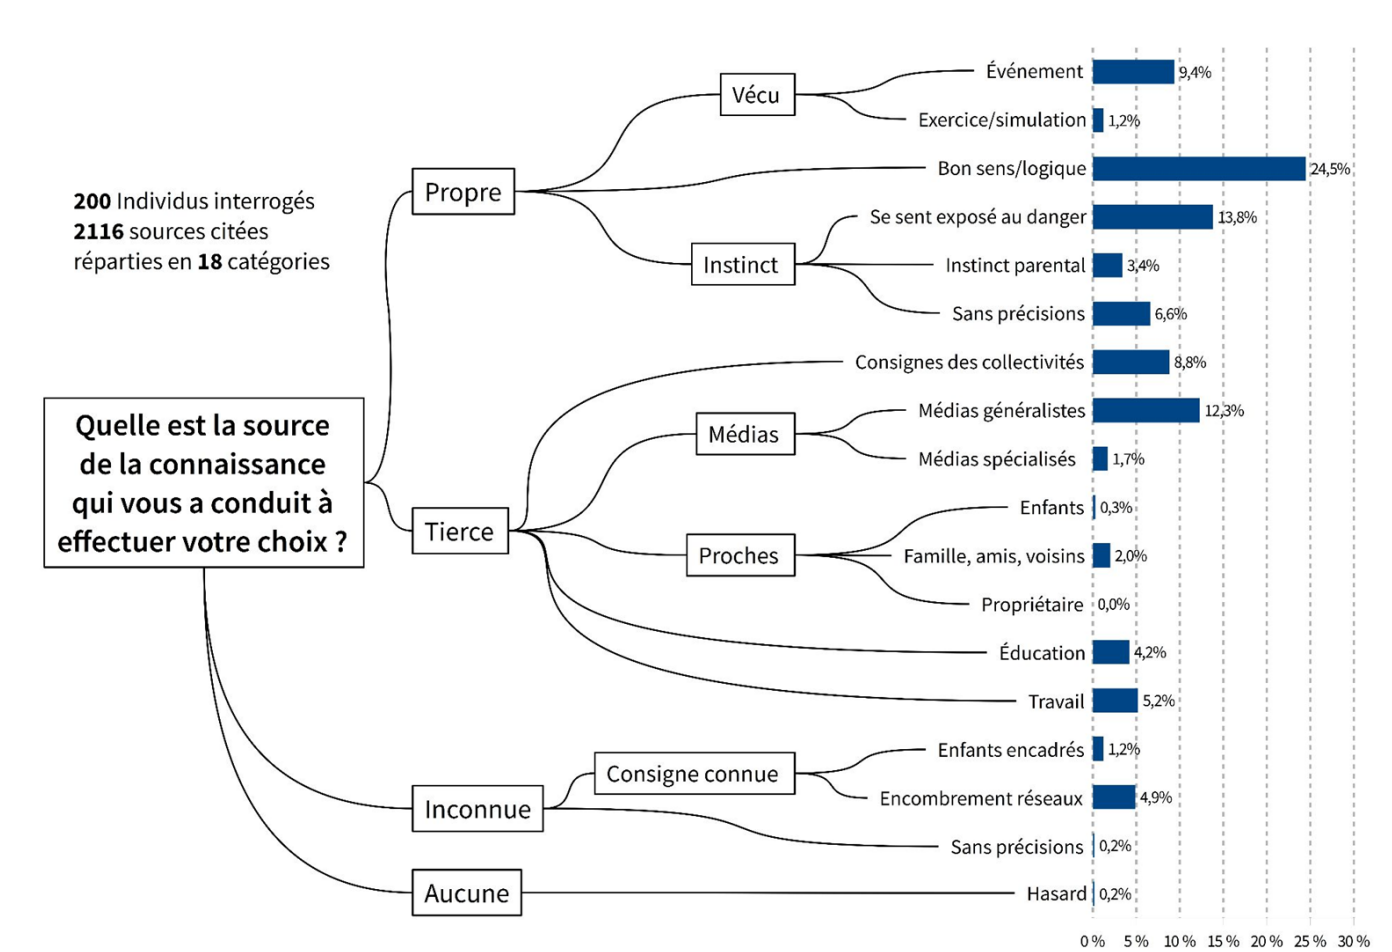 200 Individus interrogés
2116 sources citées
réparties en 18 catégories
Quelle est la source
de la connaissance
qui vous a conduit à
effectuer votre choix ?
Propre
Vécu
Événement 9,4%
Exercice/simulation 1,2%
Bon sens/logique 24,5%
Instinct
Se sent exposé au danger 13,8%
Instinct parental 3,4%
Sans précisions 6,6%
Tierce
Consignes des collectivités 8,8%
Médias
Médias généralistes 12,3%
Médias spécialisés 1,7%
Proches
Enfants 0,3%
Famille, amis, voisins 2,0%
Propriétaire 0,0%
Éducation 4,2%
Travail 5,2%
Inconnue
Consigne connue
Enfants encadrés 1,2%
Encombrement réseaux 4,9%
Sans précisions 0,2%
Aucune
Hasard 0,2%
0 % 5 % 10 % 15 % 20 % 25 % 30 %